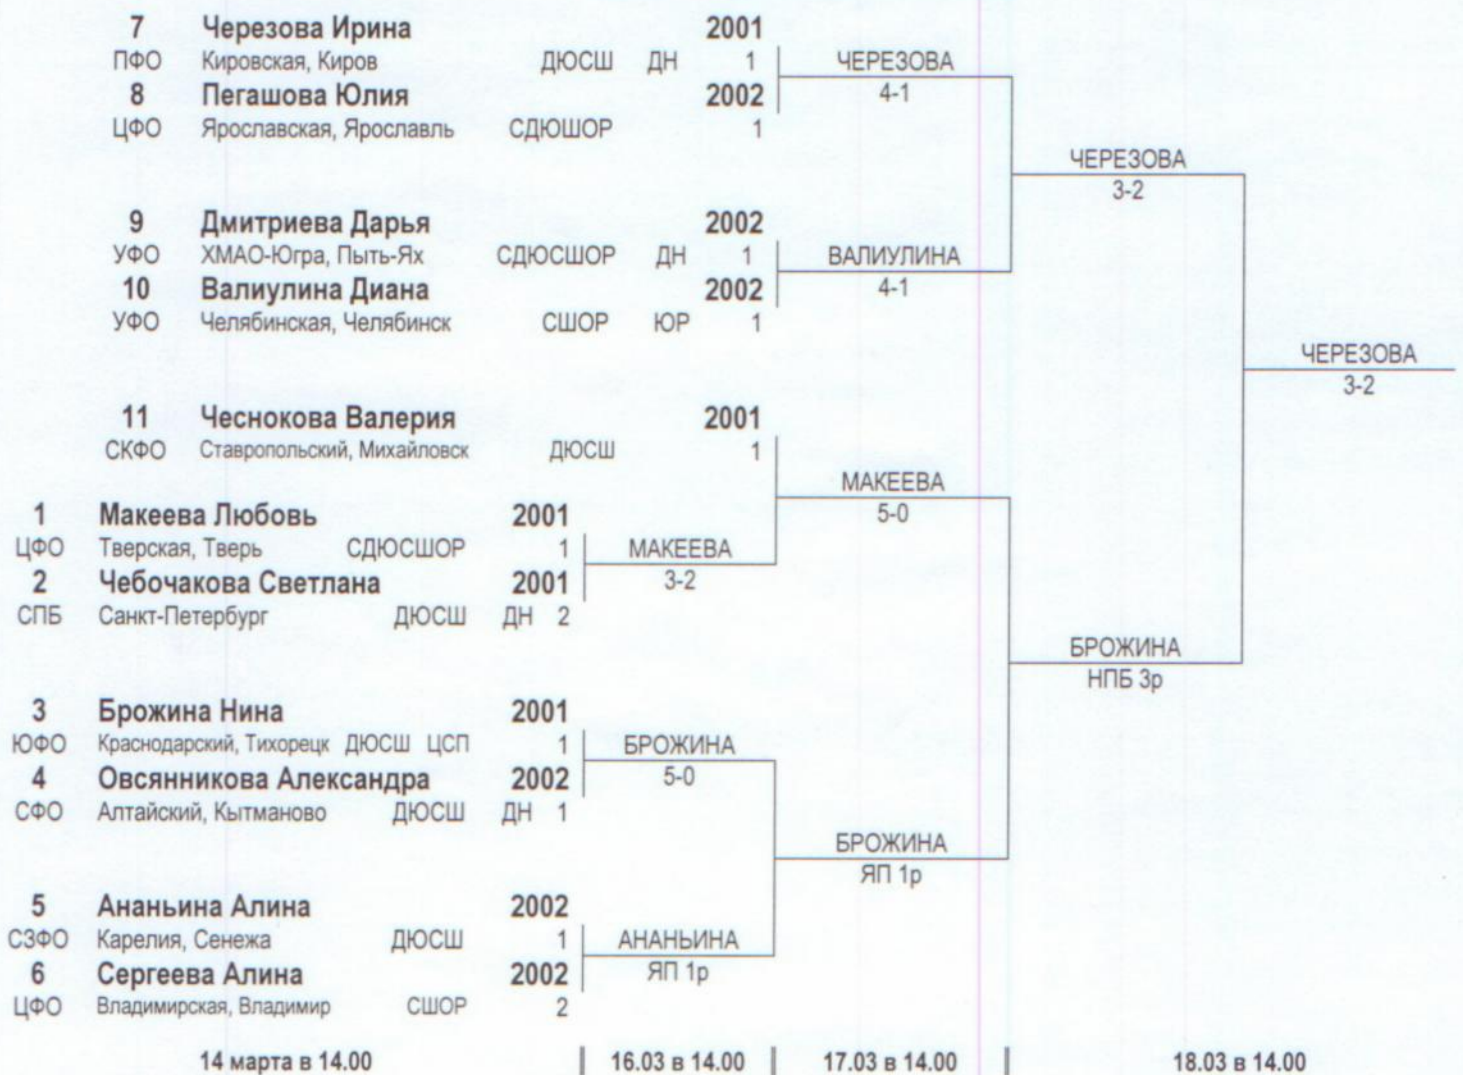 7 Черезова Ирина 2001
ПФО Кировская, Киров ДЮСШ ДН 1 ЧЕРЕЗОВА
8 Пегашова Юлия 2002 4-1
ЦФО Ярославская, Ярославль СДЮШОР 1
ЧЕРЕЗОВА
3-2
9 Дмитриева Дарья 2002
УФО ХМАО-Югра, Пыть-Ях СДЮСШОР ДН 1 ВАЛИУЛИНА
10 Валиулина Диана 2002 4-1
УФО Челябинская, Челябинск СШОР ЮР 1
ЧЕРЕЗОВА
3-2
11 Чеснокова Валерия 2001
СКФО Ставропольский, Михайловск ДЮСШ 1
МАКЕЕВА
5-0
1 Макеева Любовь 2001
ЦФО Тверская, Тверь СДЮСШОР 1 МАКЕЕВА
2 Чебочакова Светлана 2001 3-2
СПБ Санкт-Петербург ДЮСШ ДН 2
БРОЖИНА
НПБ 3р
3 Брожина Нина 2001
ЮФО Краснодарский, Тихорецк ДЮСШ ЦСП 1 БРОЖИНА
4 Овсянникова Александра 2002 5-0
СФО Алтайский, Кытманово ДЮСШ ДН 1
БРОЖИНА
ЯП 1р
5 Ананьина Алина 2002
СЗФО Карелия, Сенежа ДЮСШ 1 АНАНЬИНА
6 Сергеева Алина 2002 ЯП 1р
ЦФО Владимирская, Владимир СШОР 2
14 марта в 14.00 16.03 в 14.00 17.03 в 14.00 18.03 в 14.00